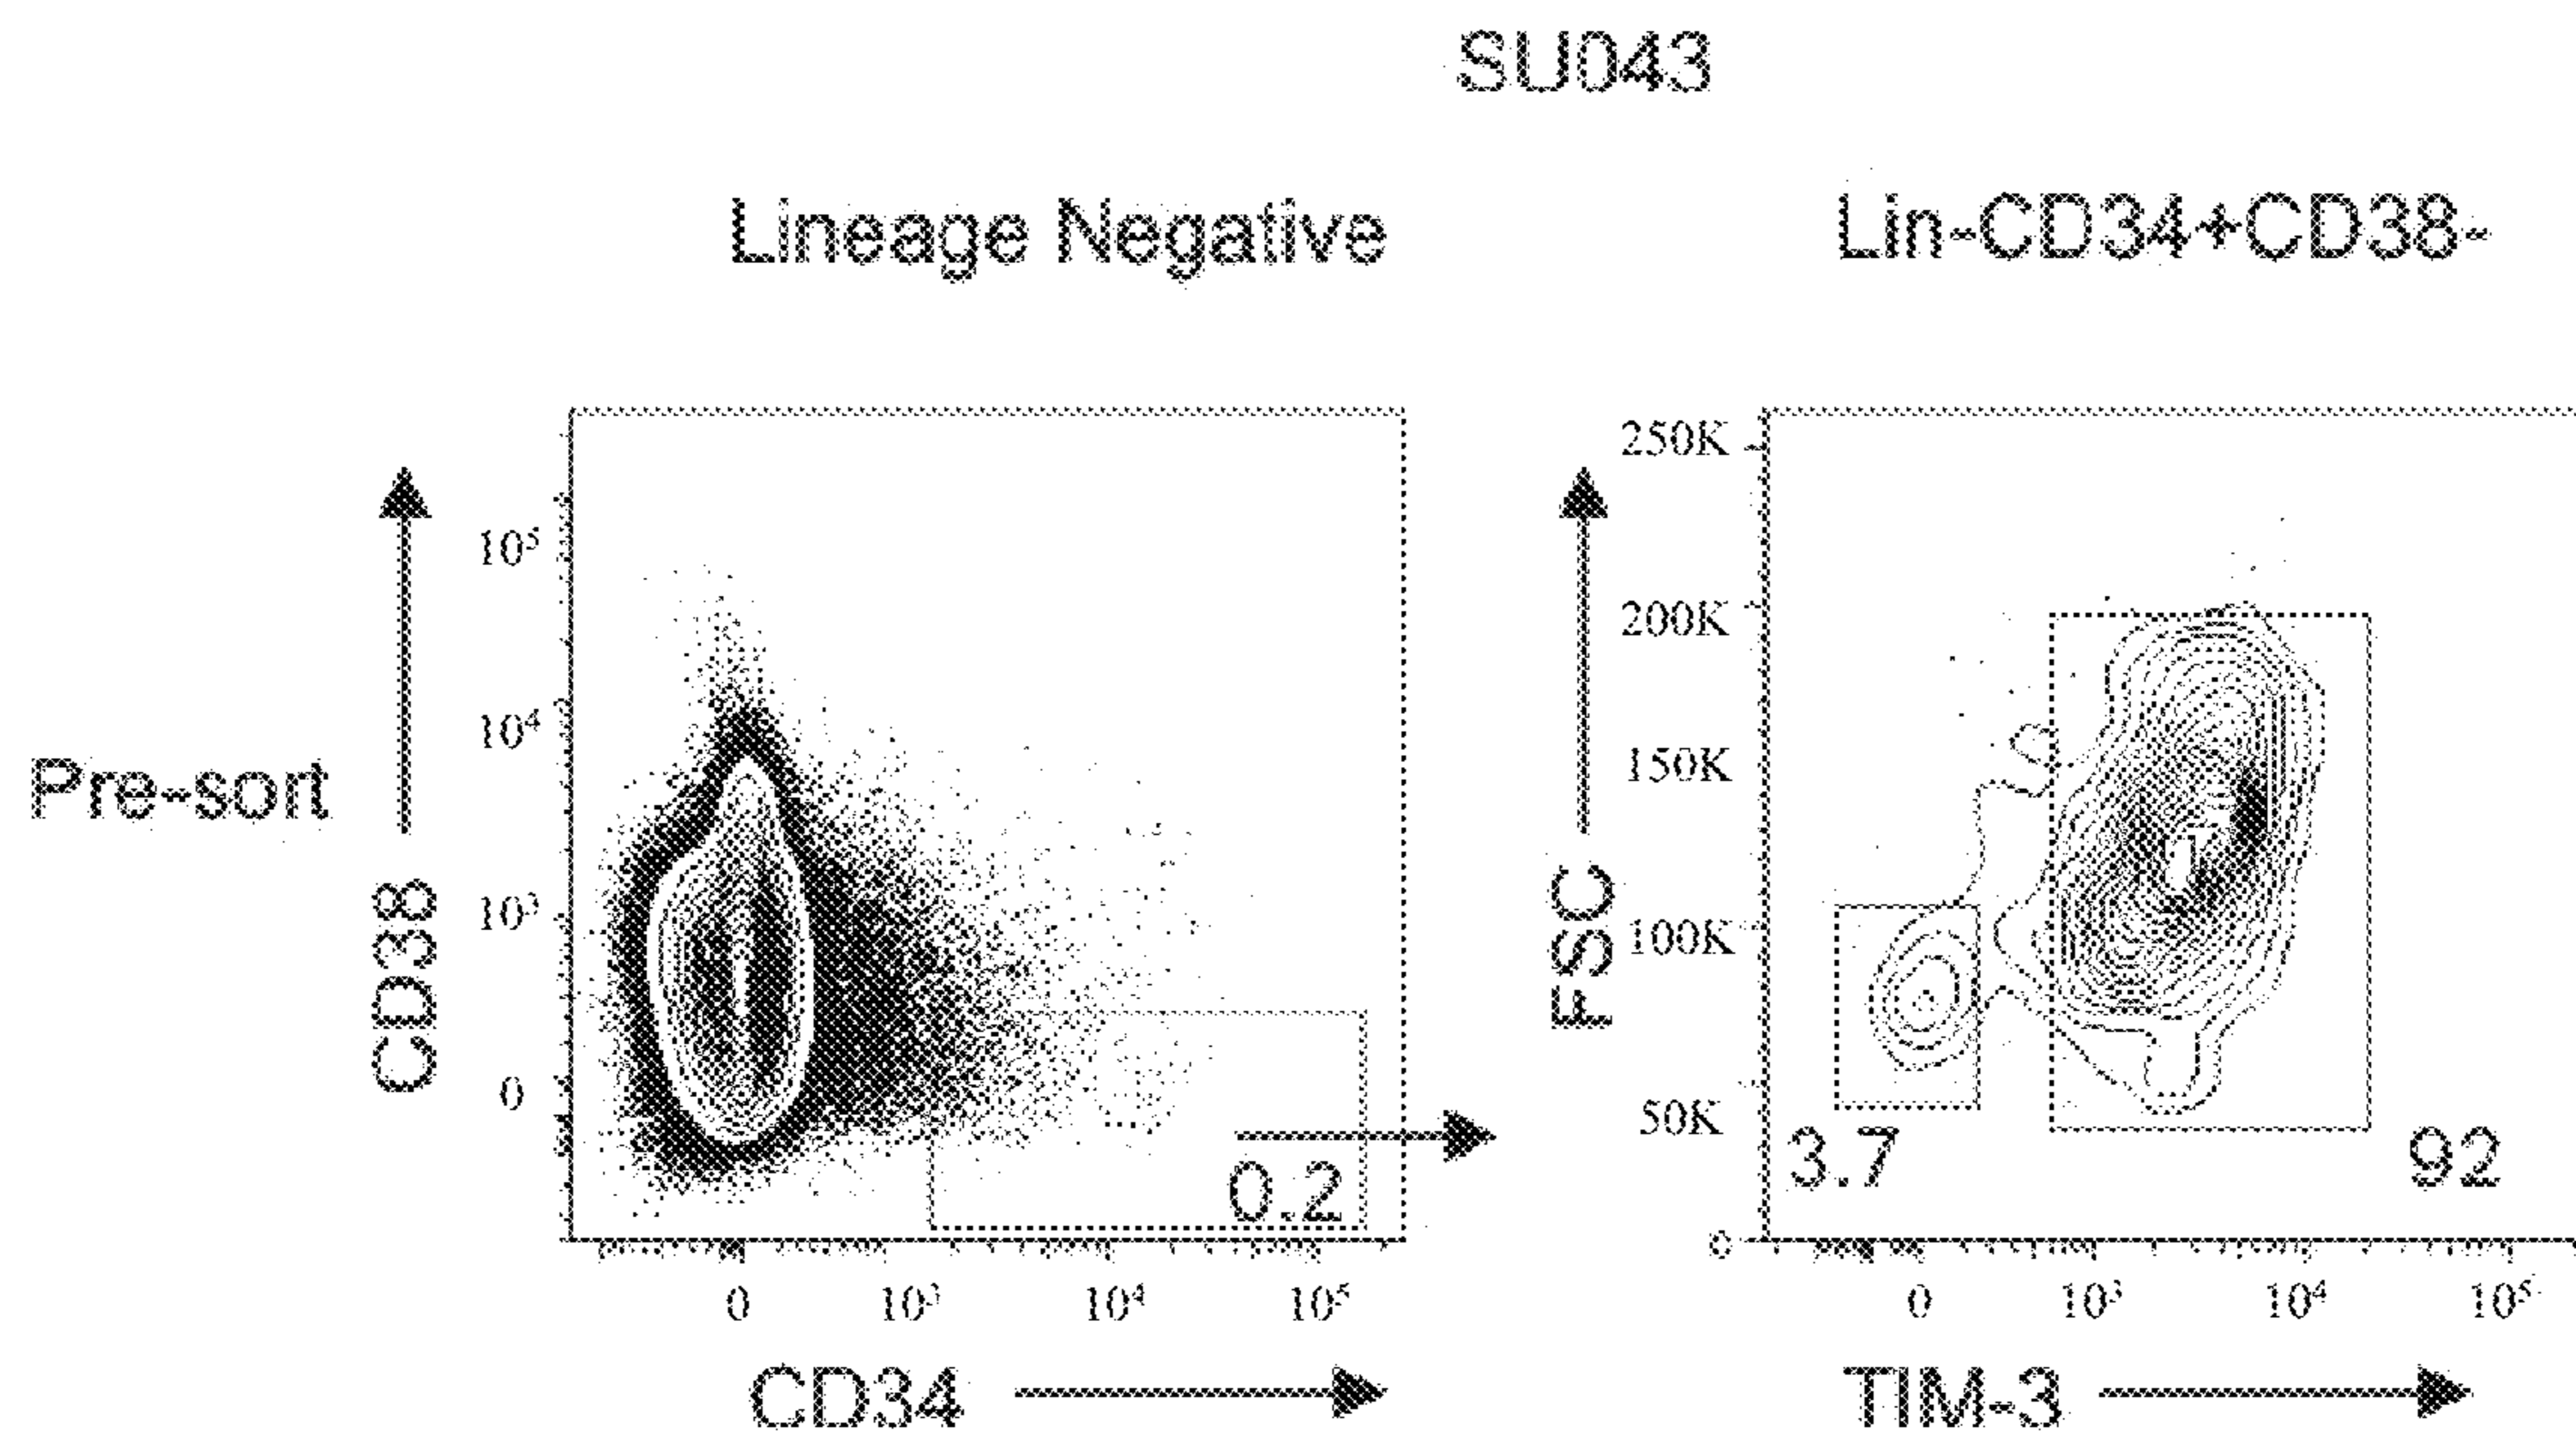 SU043
Lineage Negative
Lin-CD34+CD38-
Pre-sort
CD38
10⁵
10⁴
10³
0
0.2
0 10³ 10⁴ 10⁵
CD34
FSC
250K
200K
150K
100K
50K
0
3.7
92
0 10³ 10⁴ 10⁵
TIM-3